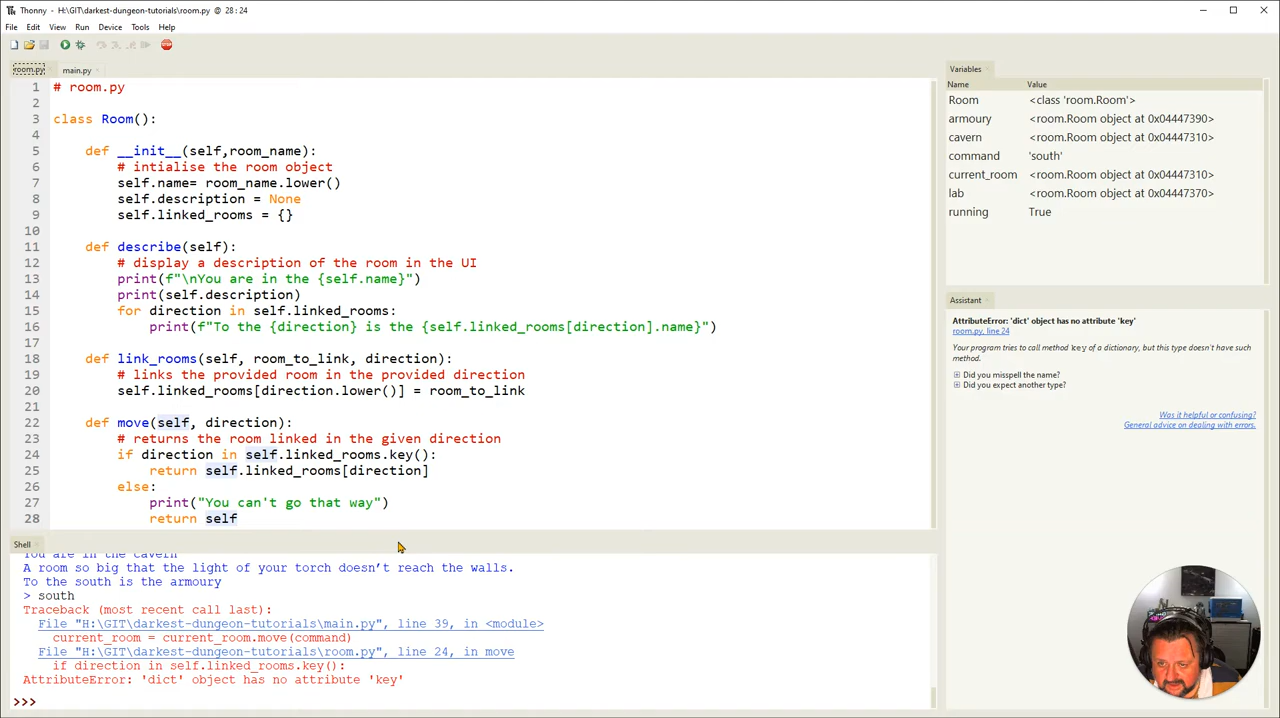 Thonny - H:\GIT\darkest-dungeon-tutorials\room.py @ 28 : 24
File Edit View Run Device Tools Help
STOP
room.py main.py
1 # room.py
2
3 class Room():
4
5 def __init__(self,room_name):
6 # intialise the room object
7 self.name= room_name.lower()
8 self.description = None
9 self.linked_rooms = {}
10
11 def describe(self):
12 # display a description of the room in the UI
13 print(f"\nYou are in the {self.name}")
14 print(self.description)
15 for direction in self.linked_rooms:
16 print(f"To the {direction} is the {self.linked_rooms[direction].name}")
17
18 def link_rooms(self, room_to_link, direction):
19 # links the provided room in the provided direction
20 self.linked_rooms[direction.lower()] = room_to_link
21
22 def move(self, direction):
23 # returns the room linked in the given direction
24 if direction in self.linked_rooms.key():
25 return self.linked_rooms[direction]
26 else:
27 print("You can't go that way")
28 return self
Shell
You are in the cavern
A room so big that the light of your torch doesn’t reach the walls.
To the south is the armoury
> south
Traceback (most recent call last):
File "H:\GIT\darkest-dungeon-tutorials\main.py", line 39, in <module>
current_room = current_room.move(command)
File "H:\GIT\darkest-dungeon-tutorials\room.py", line 24, in move
if direction in self.linked_rooms.key():
AttributeError: 'dict' object has no attribute 'key'
>>>
Variables
Name Value
Room <class 'room.Room'>
armoury <room.Room object at 0x04447390>
cavern <room.Room object at 0x04447310>
command 'south'
current_room <room.Room object at 0x04447310>
lab <room.Room object at 0x04447370>
running True
Assistant
AttributeError: 'dict' object has no attribute 'key'
room.py, line 24
Your program tries to call method key of a dictionary, but this type doesn't have such
method.
Did you misspell the name?
Did you expect another type?
Was it helpful or confusing?
General advice on dealing with errors.